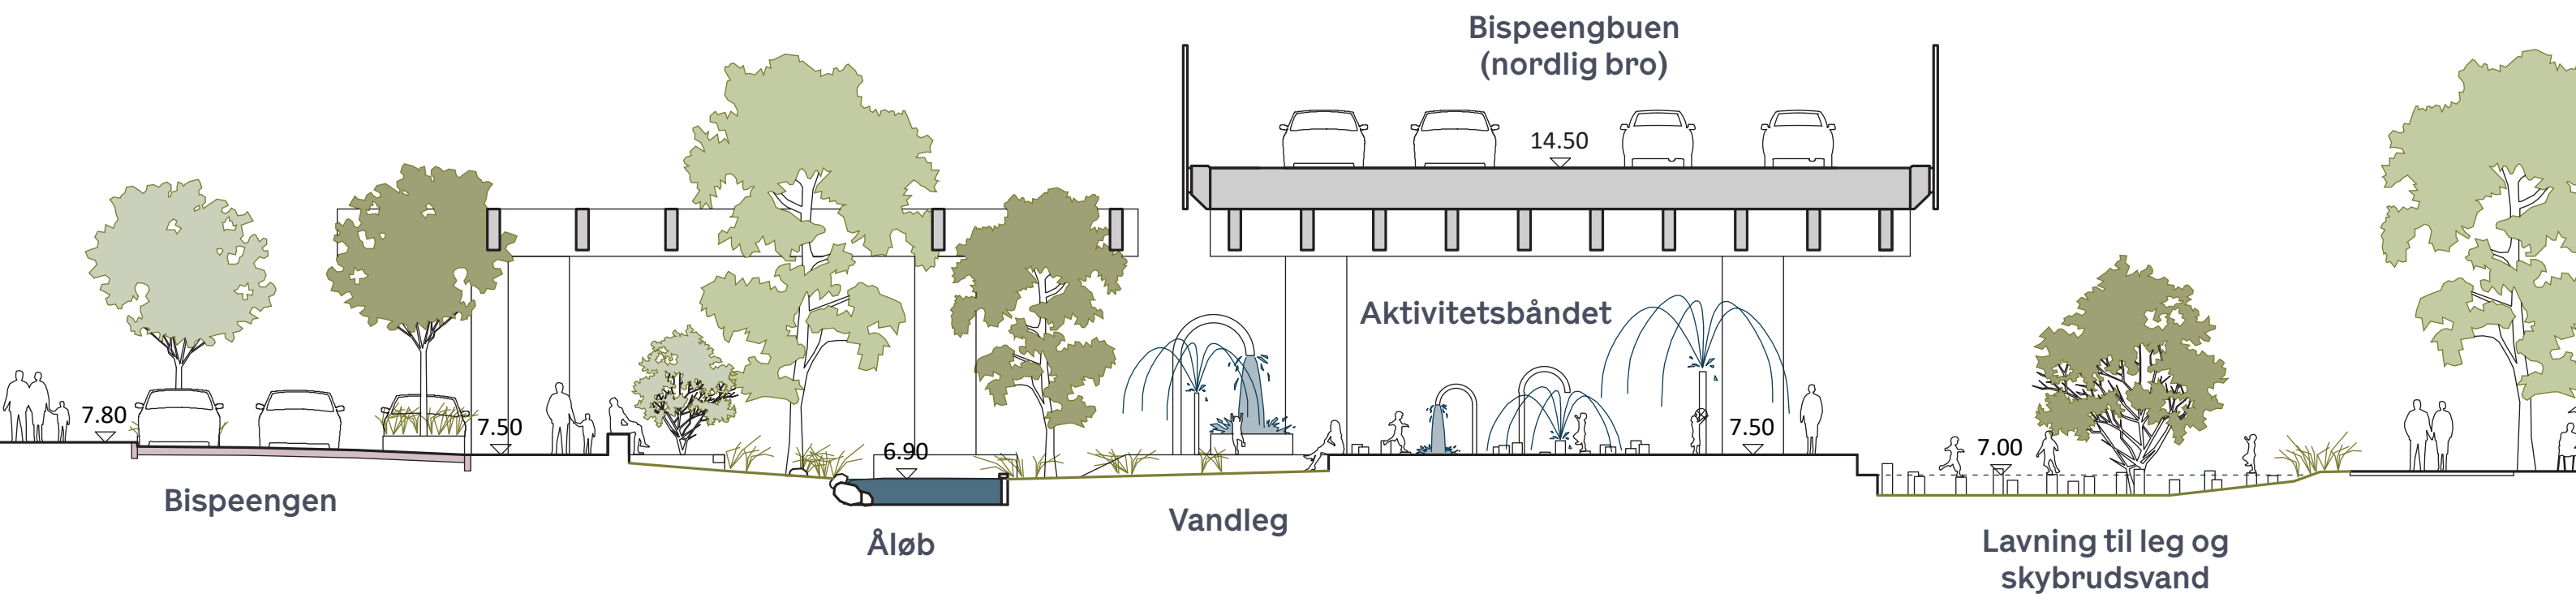 Bispeengbuen
(nordlig bro)
14.50
Aktivitetsbåndet
7.80
7.50
6.90
7.50
7.00
Bispeengen
Åløb
Vandleg
Lavning til leg og
skybrudsvand